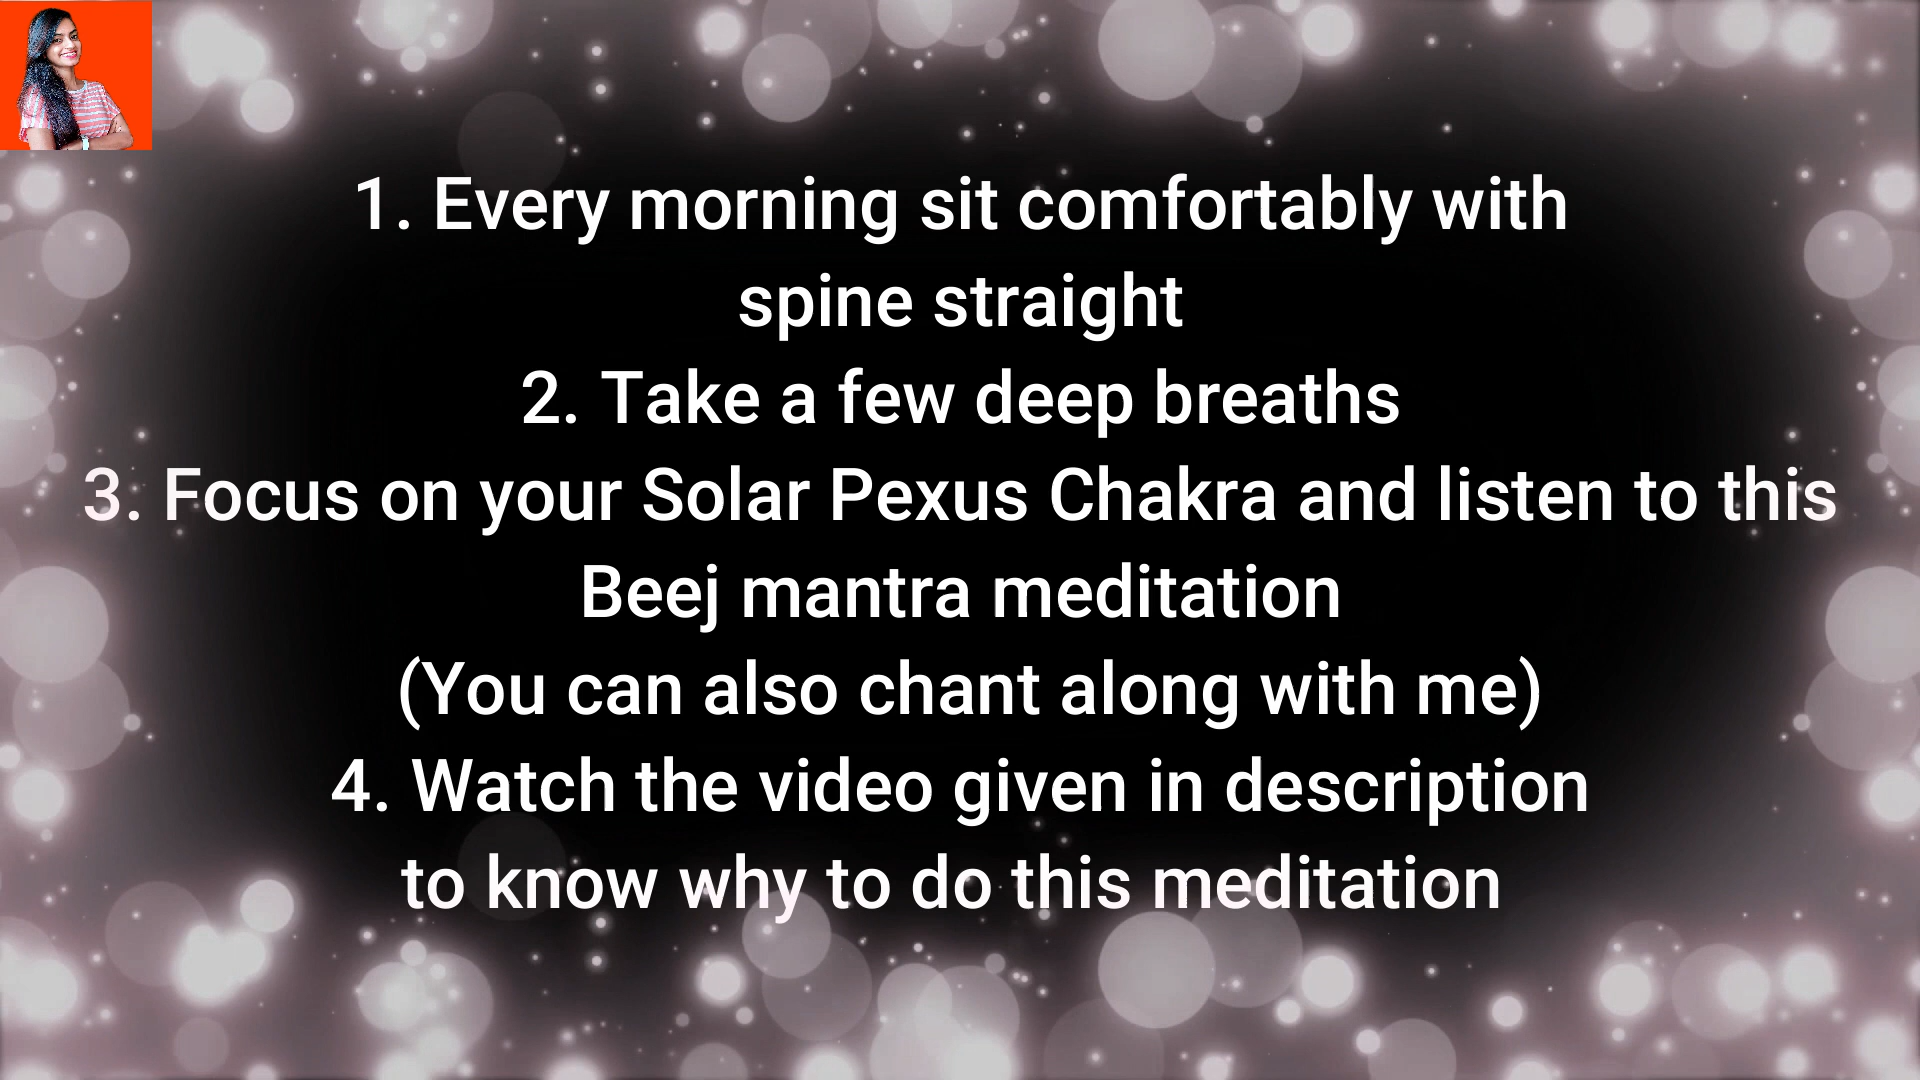 1. Every morning sit comfortably with
spine straight
2. Take a few deep breaths
3. Focus on your Solar Pexus Chakra and listen to this
Beej mantra meditation
(You can also chant along with me)
4. Watch the video given in description
to know why to do this meditation